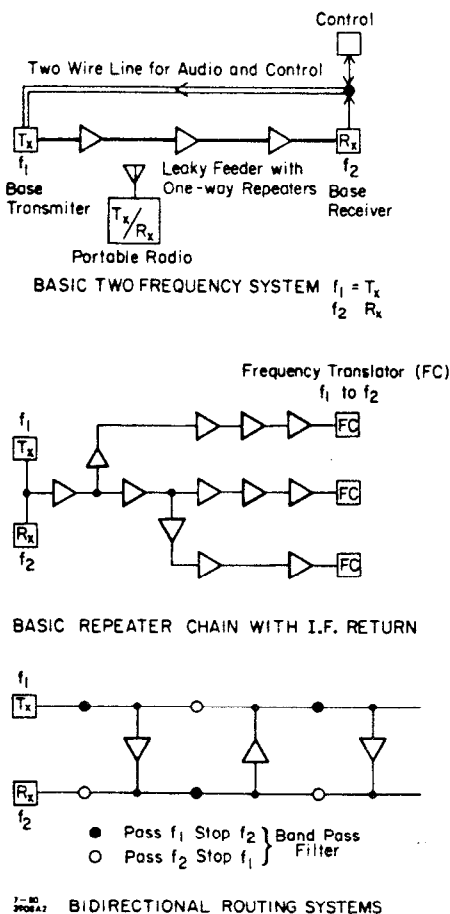 Control
Two Wire Line for Audio and Control
Tx
Rx
f1
Leaky Feeder with
f2
Base
One-way Repeaters
Base
Transmiter
Receiver
Tx/Rx
Portable Radio
BASIC TWO FREQUENCY SYSTEM f1 = Tx
f2 Rx
Frequency Translator (FC)
f1 to f2
f1
Tx
FC
FC
Rx
f2
FC
BASIC REPEATER CHAIN WITH I.F. RETURN
f1
Tx
Rx
f2
● Pass f1 Stop f2 } Band Pass
○ Pass f2 Stop f1 } Filter
7-80
3908A7 BIDIRECTIONAL ROUTING SYSTEMS